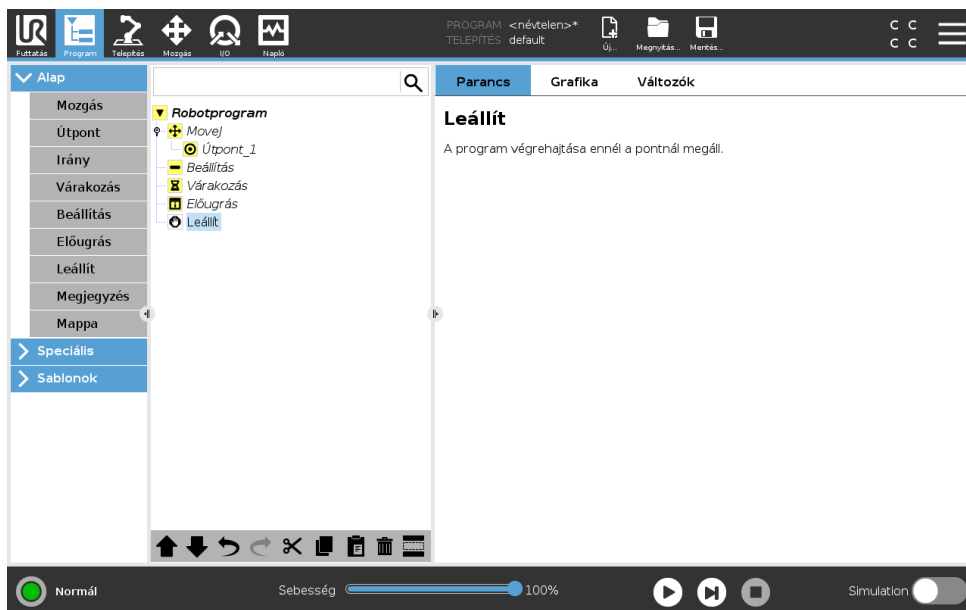 PROGRAM <névtelen>*
TELEPÍTÉS default
UR
Futtatás
Program
Telepítés
Mozgás
I/O
Napló
Új...
Megnyitás...
Mentés...
C C
C C
Alap
Mozgás
Útpont
Irány
Várakozás
Beállítás
Előugrás
Leállít
Megjegyzés
Mappa
Speciális
Sablonok
Robotprogram
MoveJ
Útpont_1
Beállítás
Várakozás
Előugrás
Leállít
Parancs
Grafika
Változók
Leállít
A program végrehajtása ennél a pontnál megáll.
Normál
Sebesség
100%
Simulation